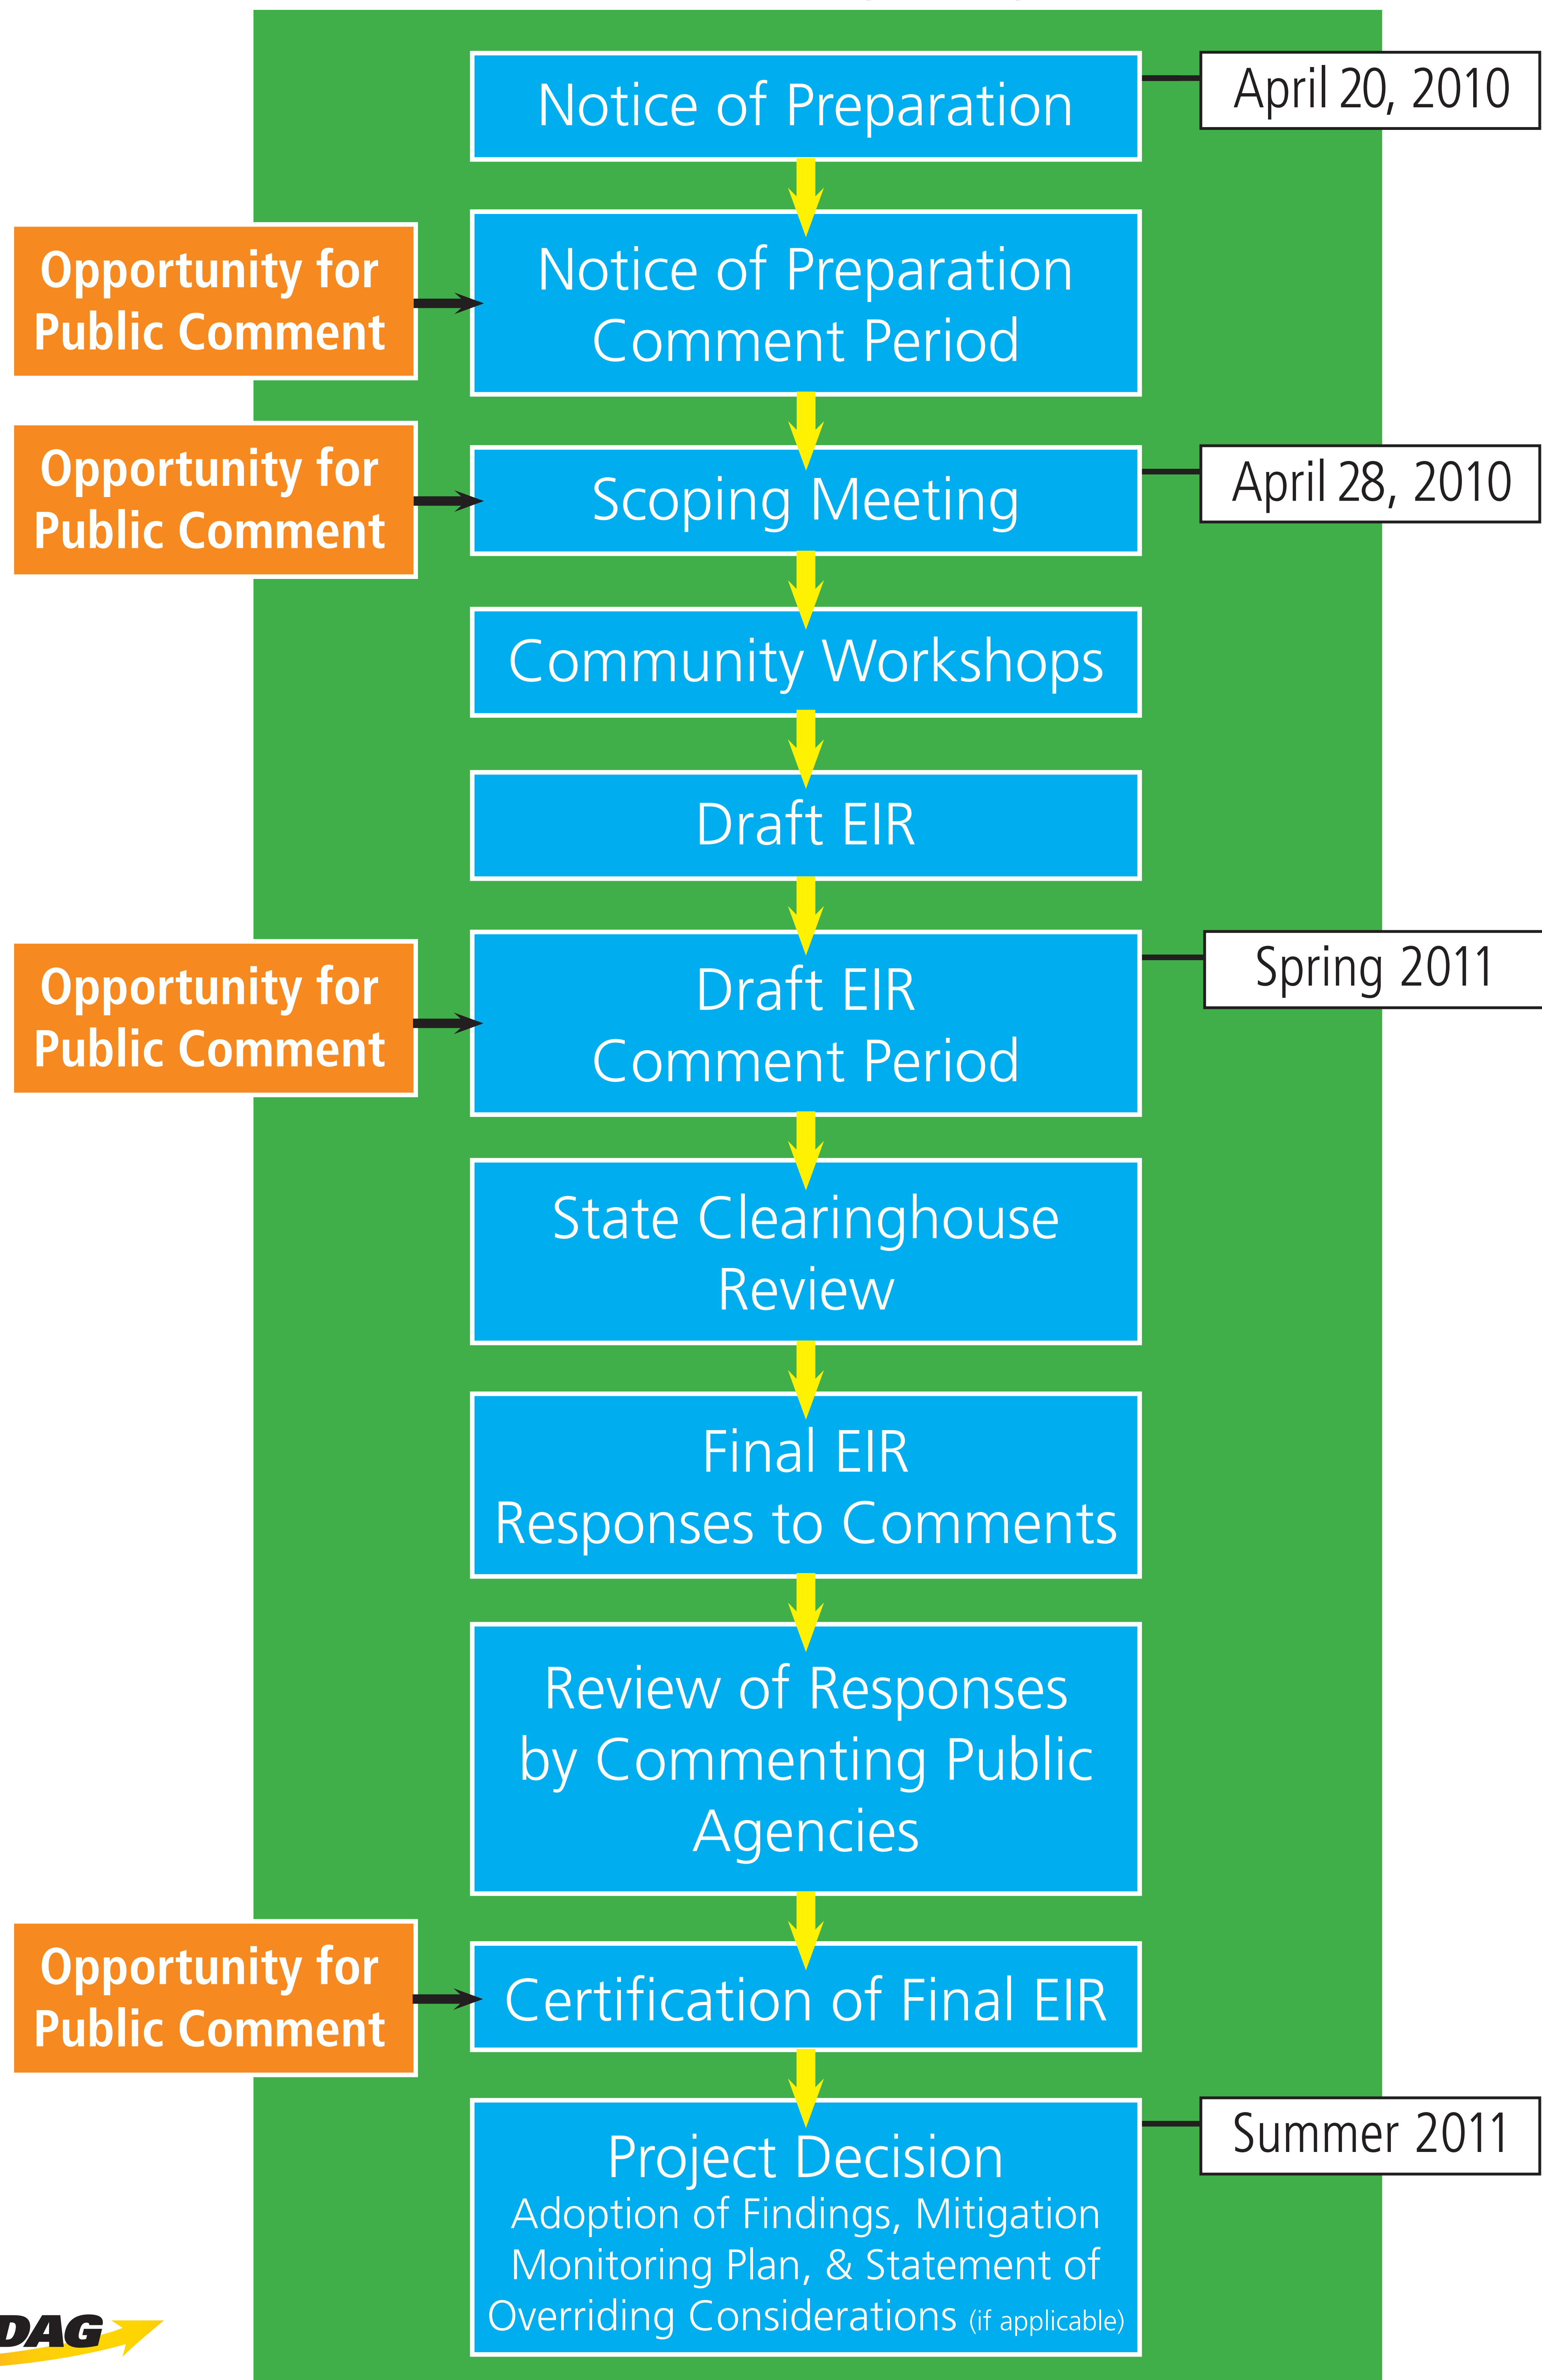 Notice of Preparation
April 20, 2010
Opportunity for
Public Comment
Notice of Preparation
Comment Period
Opportunity for
Public Comment
Scoping Meeting
April 28, 2010
Community Workshops
Draft EIR
Opportunity for
Public Comment
Draft EIR
Comment Period
Spring 2011
State Clearinghouse
Review
Final EIR
Responses to Comments
Review of Responses
by Commenting Public
Agencies
Opportunity for
Public Comment
Certification of Final EIR
Project Decision
Adoption of Findings, Mitigation
Monitoring Plan, & Statement of
Overriding Considerations (if applicable)
Summer 2011
DAG